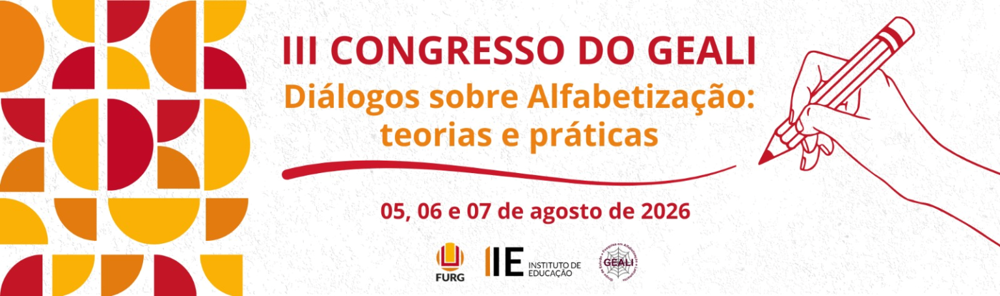 III CONGRESSO DO GEALI
Diálogos sobre Alfabetização:
teorias e práticas
05, 06 e 07 de agosto de 2026
FURG
IE INSTITUTO DE
EDUCAÇÃO
GEALI